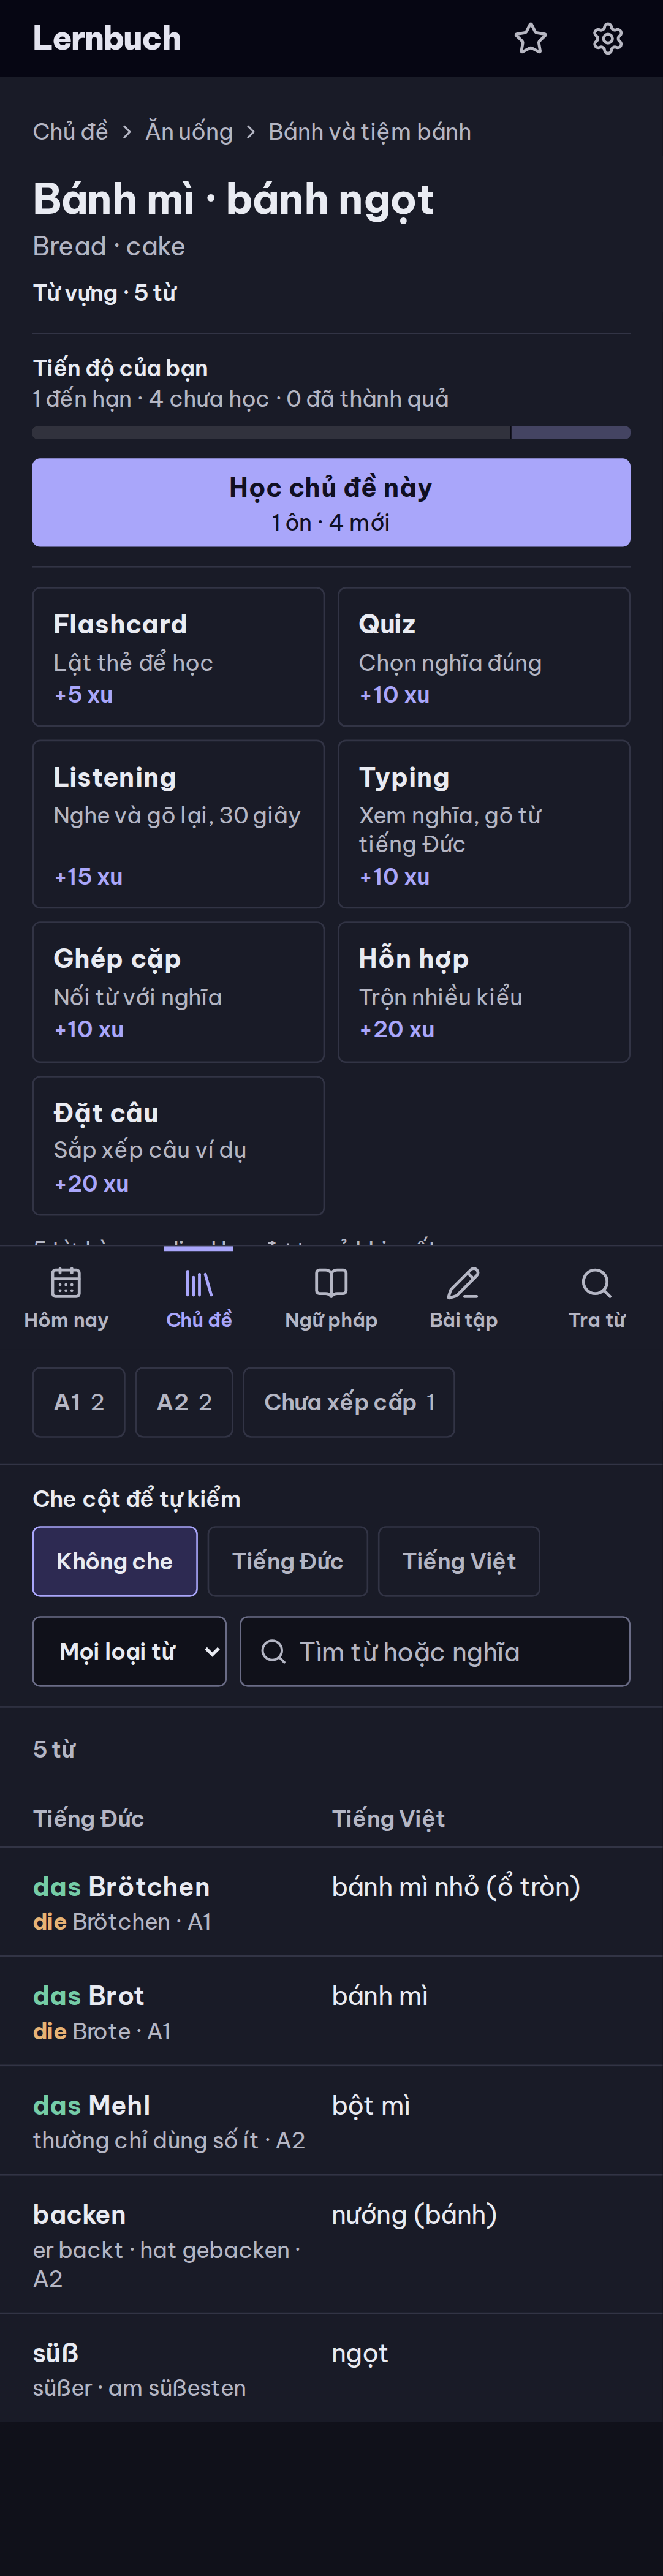 Lernbuch
Chủ đề > Ăn uống > Bánh và tiệm bánh
Bánh mì · bánh ngọt
Bread · cake
Từ vựng · 5 từ
Tiến độ của bạn
1 đến hạn · 4 chưa học · 0 đã thành quả
Học chủ đề này
1 ôn · 4 mới
Flashcard
Lật thẻ để học
+5 xu
Quiz
Chọn nghĩa đúng
+10 xu
Listening
Nghe và gõ lại, 30 giây
+15 xu
Typing
Xem nghĩa, gõ từ
tiếng Đức
+10 xu
Ghép cặp
Nối từ với nghĩa
+10 xu
Hỗn hợp
Trộn nhiều kiểu
+20 xu
Đặt câu
Sắp xếp câu ví dụ
+20 xu
Hôm nay
Chủ đề
Ngữ pháp
Bài tập
Tra từ
A1 2
A2 2
Chưa xếp cấp 1
Che cột để tự kiểm
Không che
Tiếng Đức
Tiếng Việt
Mọi loại từ
Tìm từ hoặc nghĩa
5 từ
Tiếng Đức
Tiếng Việt
das Brötchen
bánh mì nhỏ (ổ tròn)
die Brötchen · A1
das Brot
bánh mì
die Brote · A1
das Mehl
bột mì
thường chỉ dùng số ít · A2
backen
nướng (bánh)
er backt · hat gebacken ·
A2
süß
ngọt
süßer · am süßesten